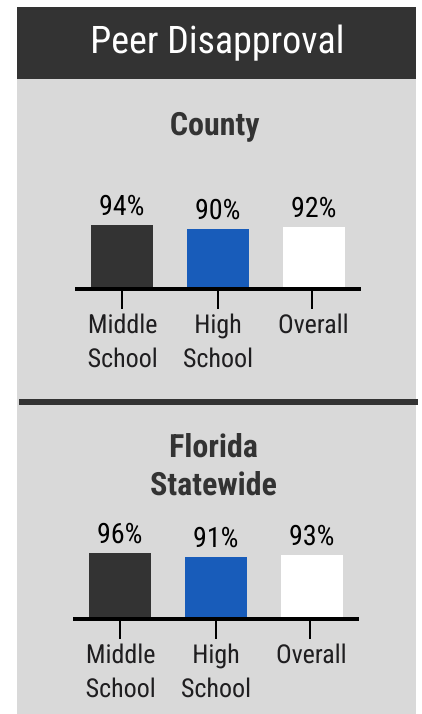 Peer Disapproval
County
94% 90% 92%
Middle School High School Overall
Florida
Statewide
96% 91% 93%
Middle School High School Overall